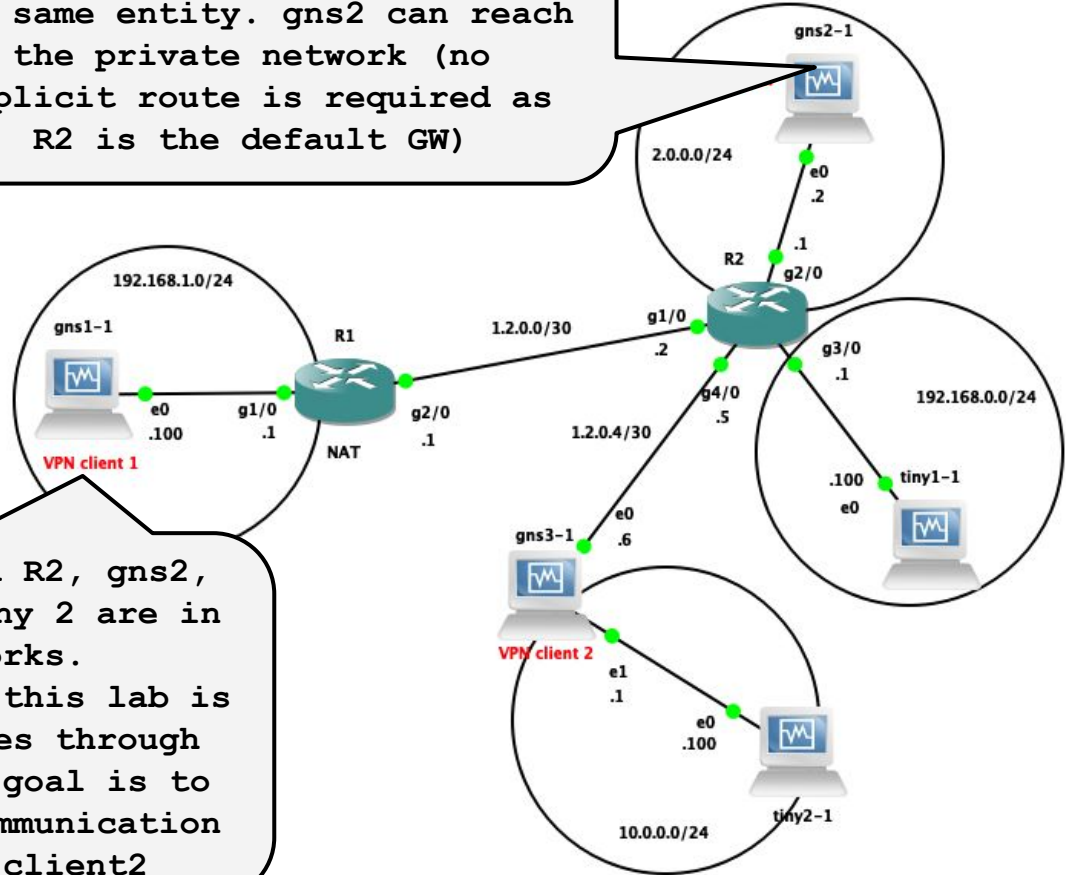 same entity. gns2 can reach
the private network (no
route is required as
R2 is the default GW)
gns2-1
2.0.0.0/24
e0
.2
.1
R2
g2/0
192.168.1.0/24
gns1-1
R1
1.2.0.0/30
g1/0
.2
g3/0
.1
192.168.0.0/24
e0
.100
g1/0
.1
g2/0
.1
NAT
VPN client 1
g4/0
.5
1.2.0.4/30
.100
e0
tiny1-1
gns3-1
e0
.6
R2, gns2,
2 are in
this lab is
through
goal is to
client2
VPN client 2
e1
.1
e0
.100
tiny2-1
10.0.0.0/24